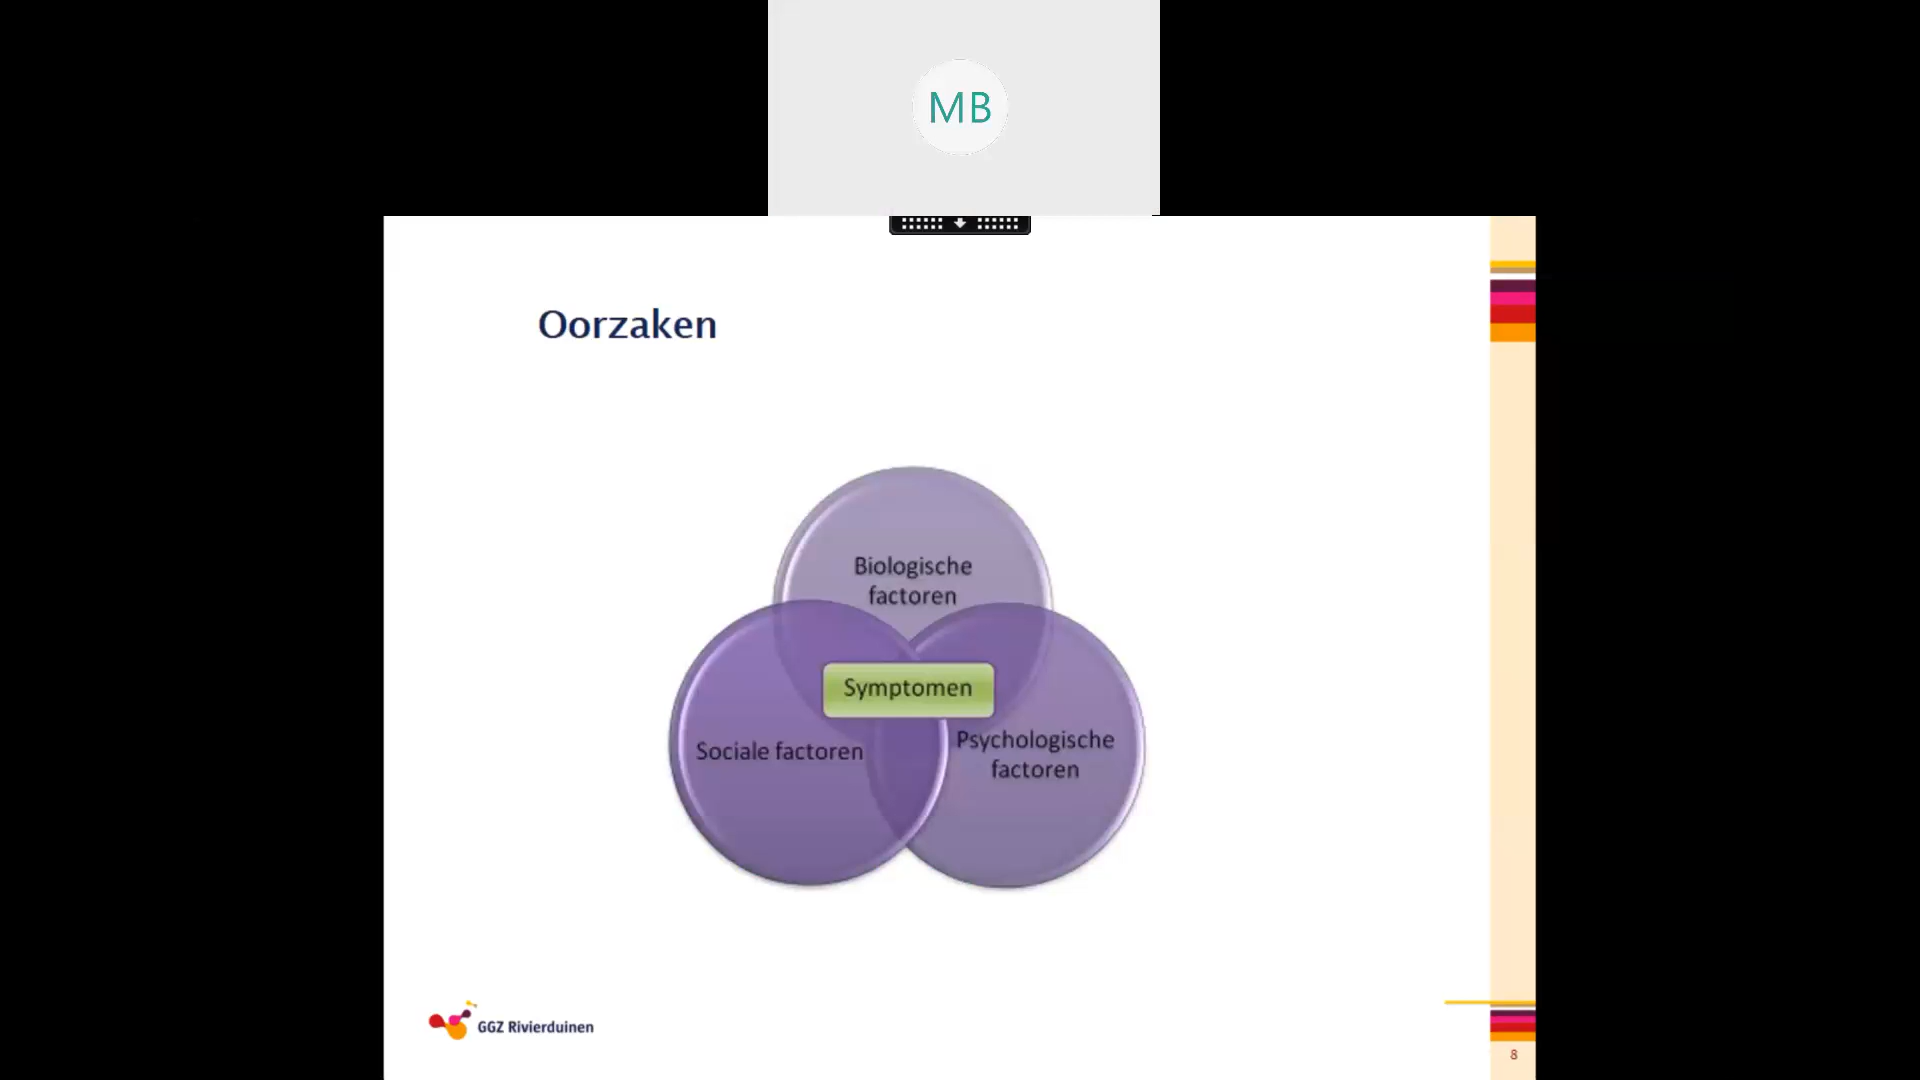 MB
Oorzaken
Biologische
factoren
Symptomen
Sociale factoren
Psychologische
factoren
GGZ Rivierduinen
8